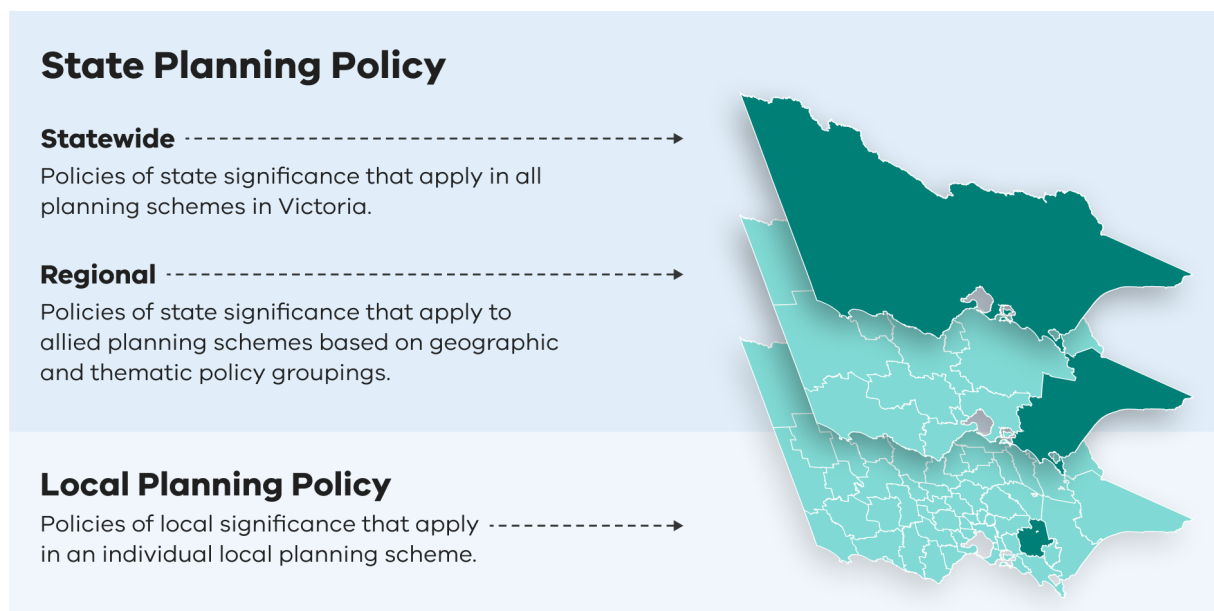 State Planning Policy
Statewide
Policies of state significance that apply in all
planning schemes in Victoria.
Regional
Policies of state significance that apply to
allied planning schemes based on geographic
and thematic policy groupings.
Local Planning Policy
Policies of local significance that apply
in an individual local planning scheme.